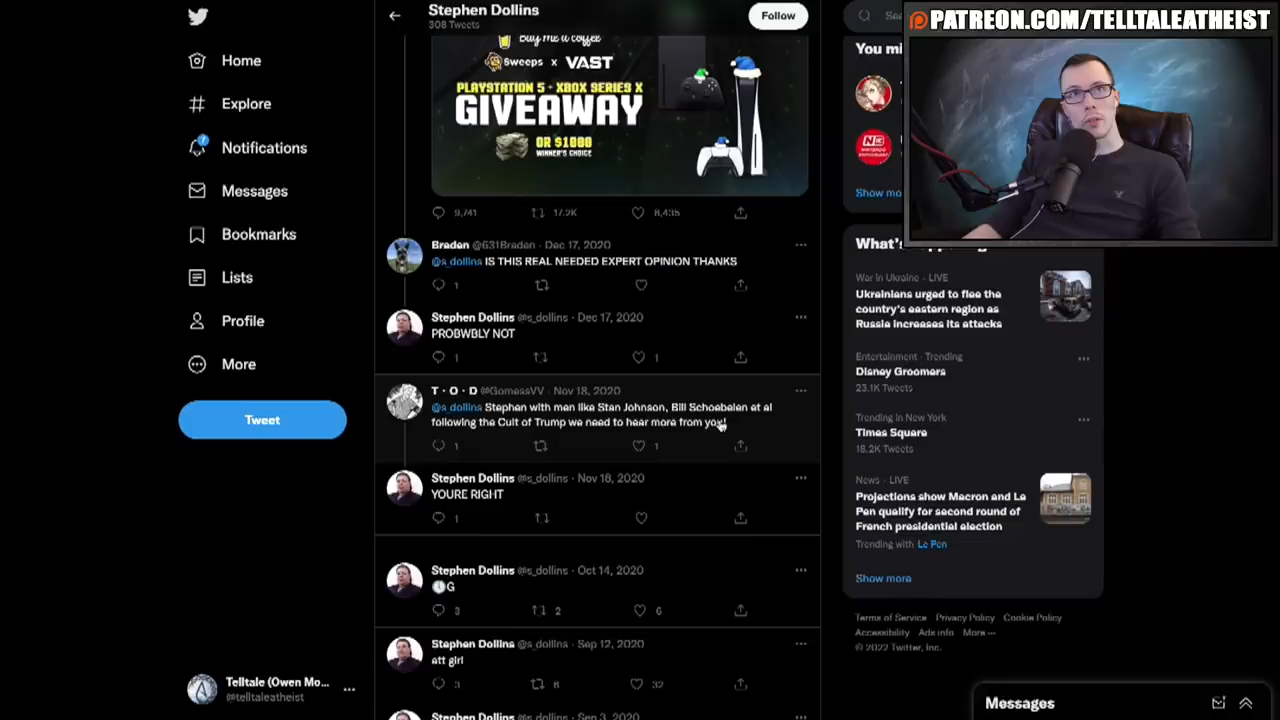 Stephen Dollins
308 Tweets
Follow
PATREON.COM/TELLTALEATHEIST
Home
Explore
Notifications
Messages
Bookmarks
Lists
Profile
More
Tweet
Buy me a coffee
Sweeps x VAST
PLAYSTATION 5 + XBOX SERIES X
GIVEAWAY
OR $1000
WINNER'S CHOICE
9,741 17.2K 8,435
Braden @631Braden · Dec 17, 2020
@s_dollins IS THIS REAL NEEDED EXPERT OPINION THANKS
1
Stephen Dollins @s_dollins · Dec 17, 2020
PROBWBLY NOT
1 1
T · O · D @GomessVV · Nov 18, 2020
@s_dollins Stephen with men like Stan Johnson, Bill Schoebelen et al
following the Cult of Trump we need to hear more from you!
1 1
Stephen Dollins @s_dollins · Nov 18, 2020
YOURE RIGHT
1
Stephen Dollins @s_dollins · Oct 14, 2020
🕔G
3 2 6
Stephen Dollins @s_dollins · Sep 12, 2020
att girl
3 8 32
Stephen Dollins @s_dollins · Sep 3, 2020
You mi
Show mo
What's
War in Ukraine · LIVE
Ukrainians urged to flee the
country's eastern region as
Russia increases its attacks
Entertainment · Trending
Disney Groomers
23.1K Tweets
Trending in New York
Times Square
18.2K Tweets
News · LIVE
Projections show Macron and Le
Pen qualify for second round of
French presidential election
Trending with Le Pen
Show more
Terms of Service Privacy Policy Cookie Policy
Accessibility Ads info More ···
© 2022 Twitter, Inc.
Telltale (Owen Mo...
@telltaleatheist
Messages